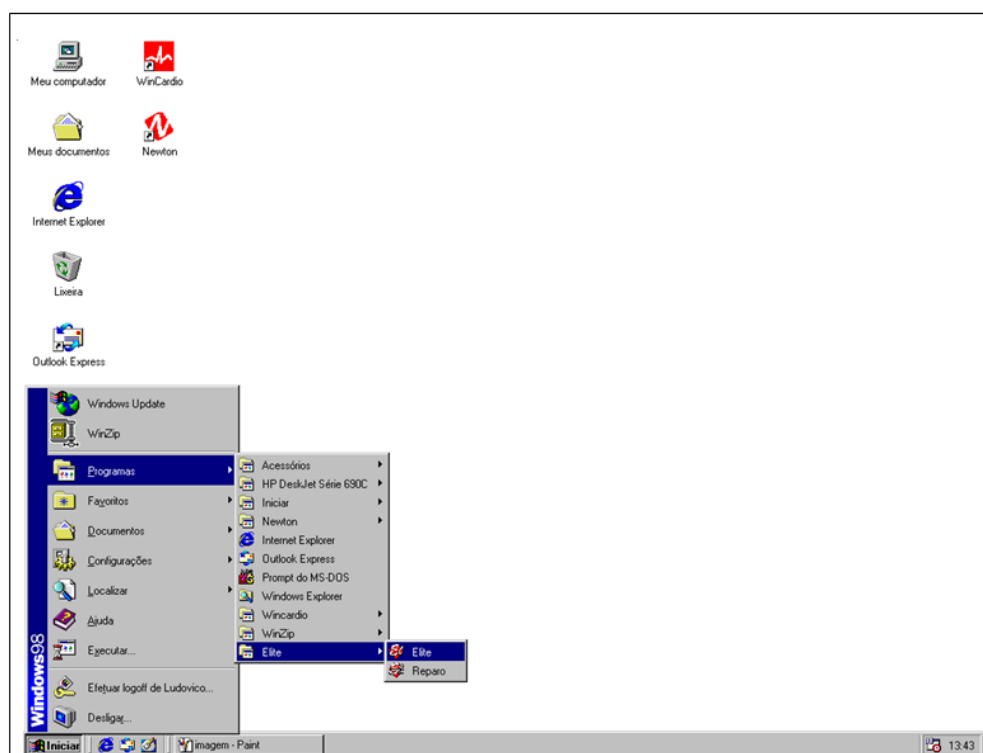 Meu computador
WinCardio
Meus documentos
Newton
Internet Explorer
Lixeira
Outlook Express
Windows98
Windows Update
WinZip
Programas
Favoritos
Documentos
Configurações
Localizar
Ajuda
Executar...
Efetuar logoff de Ludovico...
Desligar...
Acessórios
HP DeskJet Série 690C
Iniciar
Newton
Internet Explorer
Outlook Express
Prompt do MS-DOS
Windows Explorer
Wincardio
WinZip
Elite
Elite
Reparo
Iniciar
imagem - Paint
13:43